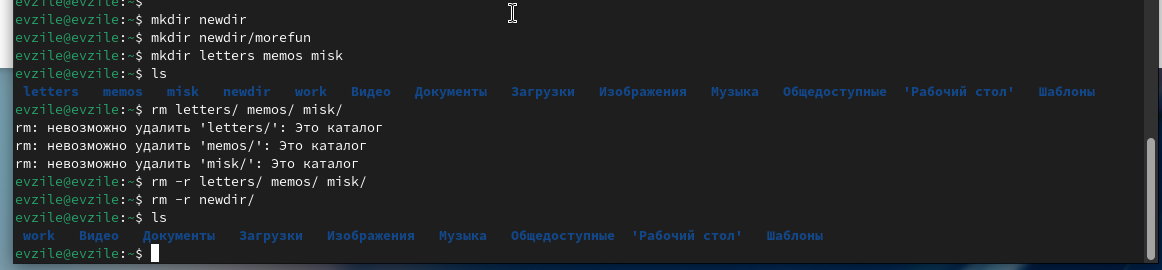 evzile@evzile:~$
evzile@evzile:~$ mkdir newdir
evzile@evzile:~$ mkdir newdir/morefun
evzile@evzile:~$ mkdir letters memos misk
evzile@evzile:~$ ls
letters memos misk newdir work Видео Документы Загрузки Изображения Музыка Общедоступные 'Рабочий стол' Шаблоны
evzile@evzile:~$ rm letters/ memos/ misk/
rm: невозможно удалить 'letters/': Это каталог
rm: невозможно удалить 'memos/': Это каталог
rm: невозможно удалить 'misk/': Это каталог
evzile@evzile:~$ rm -r letters/ memos/ misk/
evzile@evzile:~$ rm -r newdir/
evzile@evzile:~$ ls
work Видео Документы Загрузки Изображения Музыка Общедоступные 'Рабочий стол' Шаблоны
evzile@evzile:~$